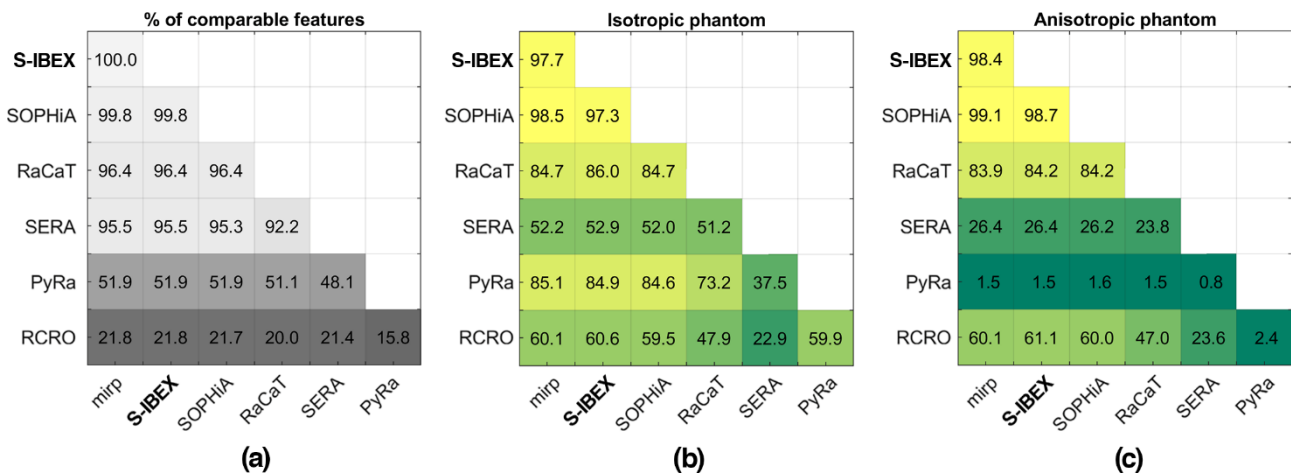 % of comparable features
S-IBEX 100.0
SOPHiA 99.8 99.8
RaCaT 96.4 96.4 96.4
SERA 95.5 95.5 95.3 92.2
PyRa 51.9 51.9 51.9 51.1 48.1
RCRO 21.8 21.8 21.7 20.0 21.4 15.8
mirp S-IBEX SOPHiA RaCaT SERA PyRa
(a)
Isotropic phantom
S-IBEX 97.7
SOPHiA 98.5 97.3
RaCaT 84.7 86.0 84.7
SERA 52.2 52.9 52.0 51.2
PyRa 85.1 84.9 84.6 73.2 37.5
RCRO 60.1 60.6 59.5 47.9 22.9 59.9
mirp S-IBEX SOPHiA RaCaT SERA PyRa
(b)
Anisotropic phantom
S-IBEX 98.4
SOPHiA 99.1 98.7
RaCaT 83.9 84.2 84.2
SERA 26.4 26.4 26.2 23.8
PyRa 1.5 1.5 1.6 1.5 0.8
RCRO 60.1 61.1 60.0 47.0 23.6 2.4
mirp S-IBEX SOPHiA RaCaT SERA PyRa
(c)